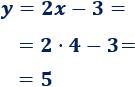 y = 2x − 3 =
= 2 · 4 − 3 =
= 5